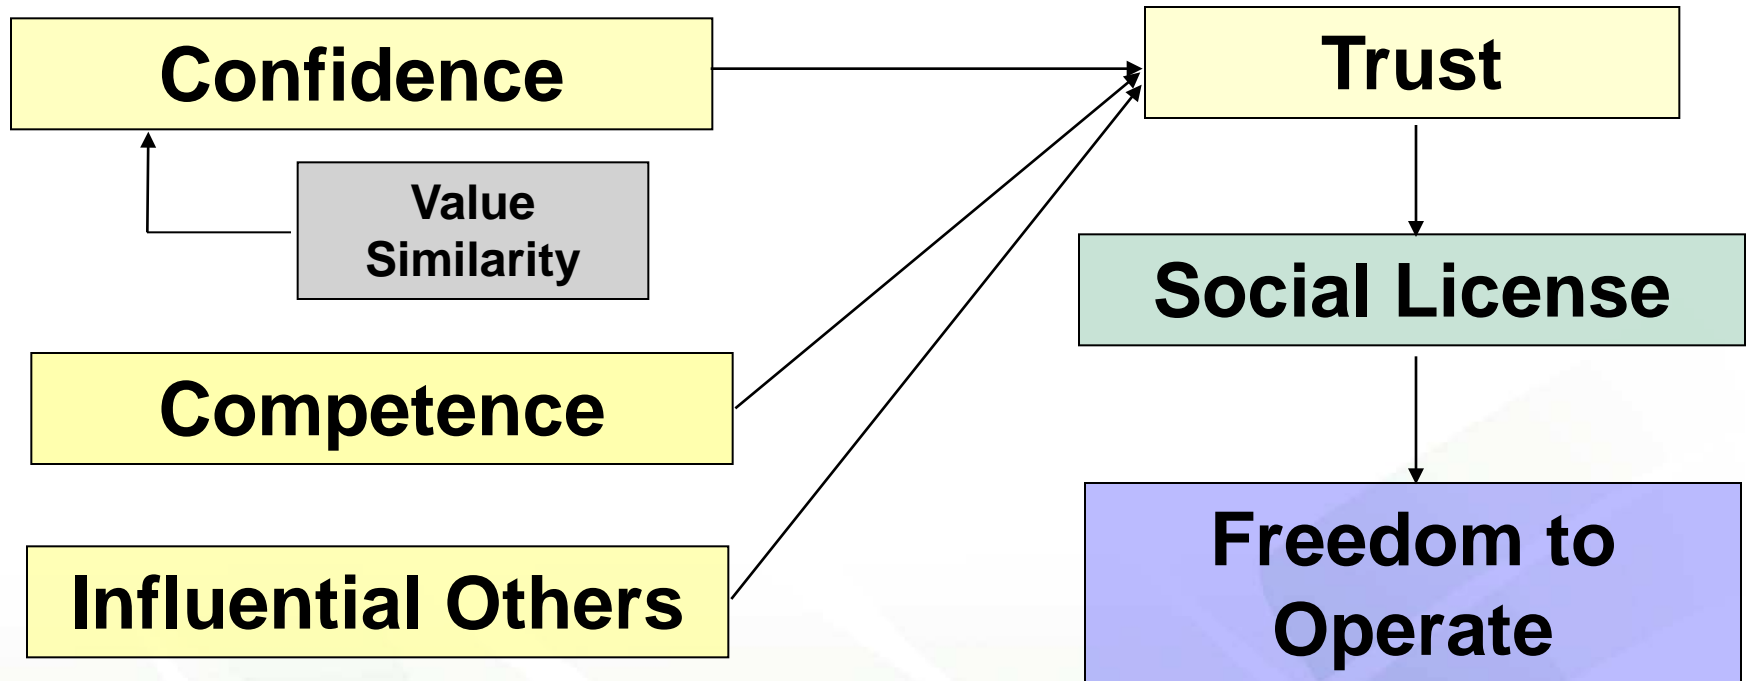 Confidence
Trust
Value
Similarity
Social License
Competence
Influential Others
Freedom to
Operate